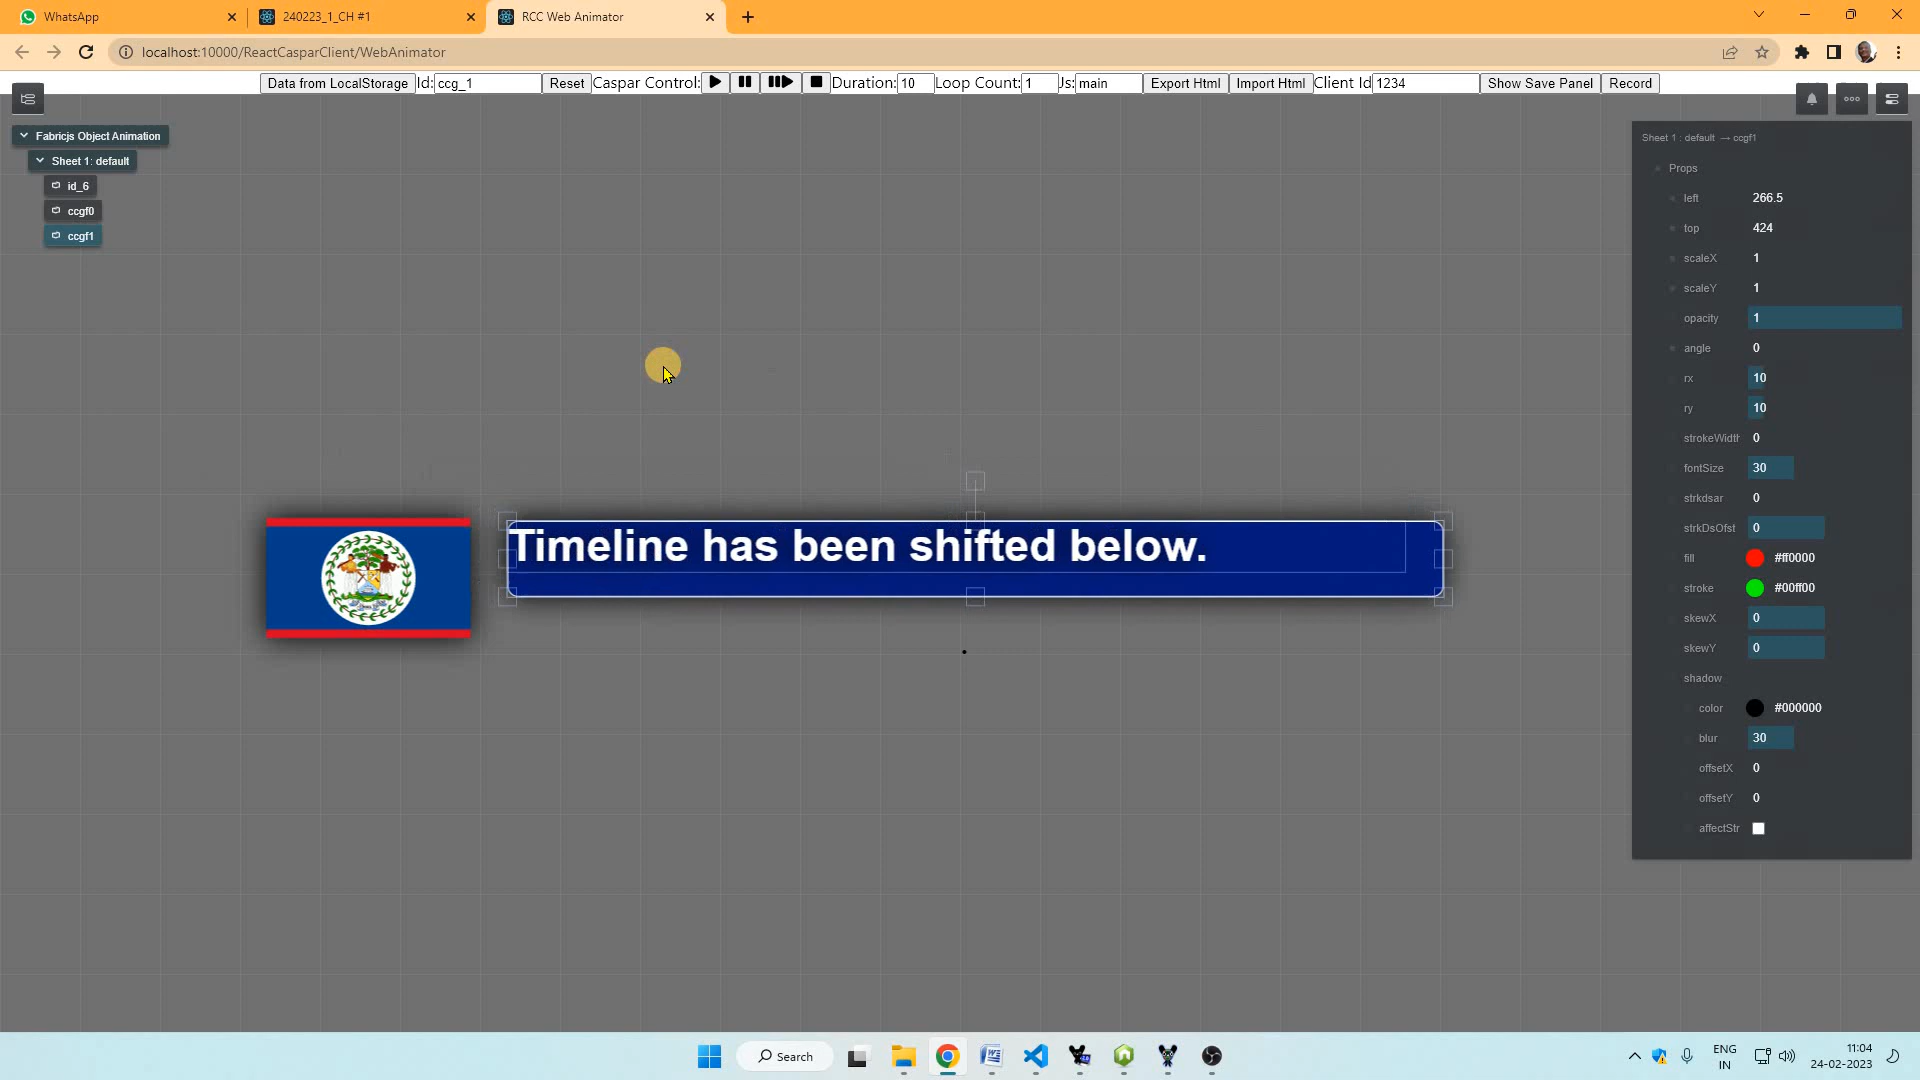 WhatsApp
240223_1_CH #1
RCC Web Animator
localhost:10000/ReactCasparClient/WebAnimator
Data from LocalStorage Id: ccg_1 Reset Caspar Control: Duration: 10 Loop Count: 1 Js: main Export Html Import Html Client Id 1234 Show Save Panel Record
Fabricjs Object Animation
Sheet 1: default
id_6
ccgf0
ccgf1
Timeline has been shifted below.
Sheet 1 : default → ccgf1
Props
left 266.5
top 424
scaleX 1
scaleY 1
opacity 1
angle 0
rx 10
ry 10
strokeWidth 0
fontSize 30
strkdsar 0
strkDsOfst 0
fill #ff0000
stroke #00ff00
skewX 0
skewY 0
shadow
color #000000
blur 30
offsetX 0
offsetY 0
affectStr
Search
ENG
IN
11:04
24-02-2023